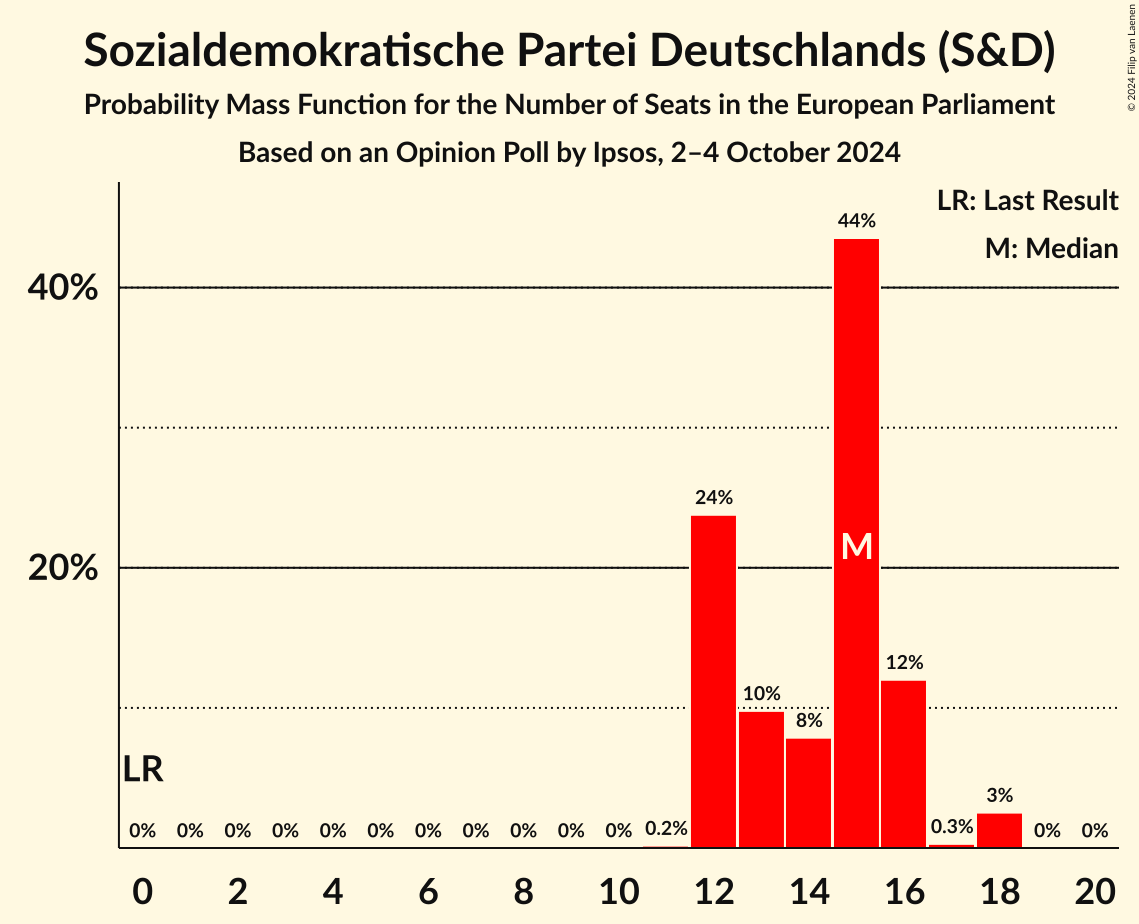 Sozialdemokratische Partei Deutschlands (S&D)
Probability Mass Function for the Number of Seats in the European Parliament
Based on an Opinion Poll by Ipsos, 2–4 October 2024
© 2024 Filip van Laenen
LR: Last Result
M: Median
44%
40%
24%
M
20%
12%
10%
8%
LR
3%
0% 0% 0% 0% 0% 0% 0% 0% 0% 0% 0% 0.2% 0.3% 0% 0%
0 2 4 6 8 10 12 14 16 18 20